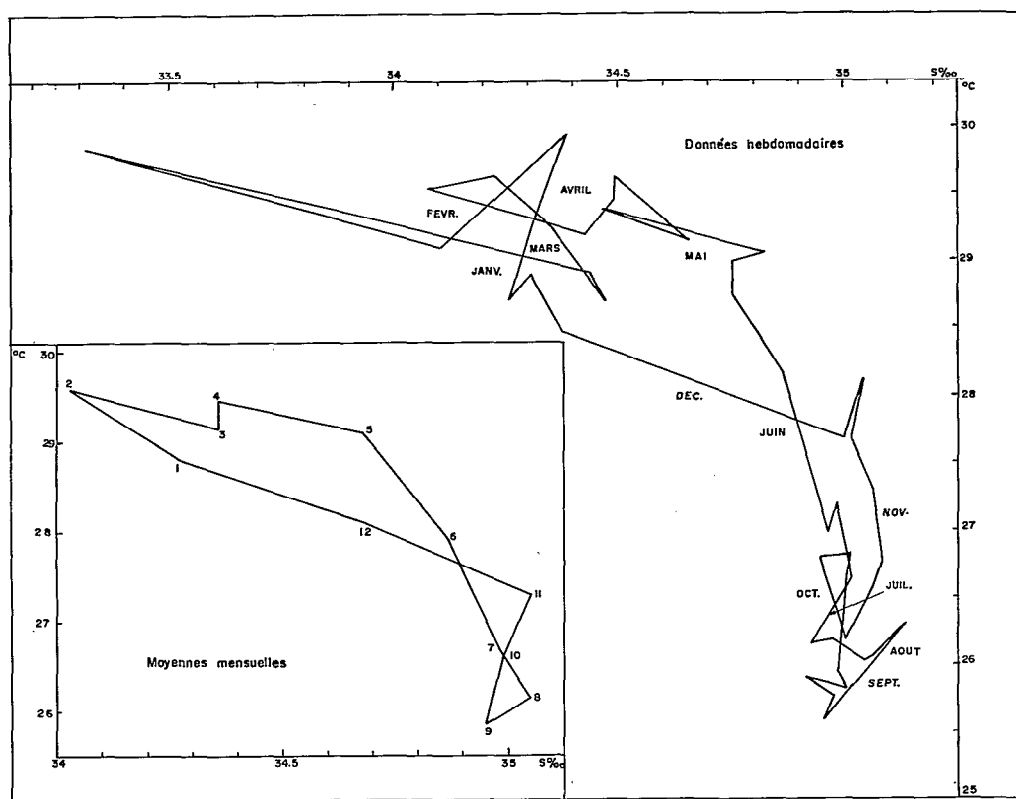 33.5 34 34.5 35 S‰
°C
30
Données hebdomadaires
AVRIL
FEVR.
MARS
29
MAI
JANV.
28
DEC.
JUIN
27
NOV.
OCT.
JUIL.
26
AOUT
SEPT.
25
°C
30
2
4
5
3
29
1
12
6
28
11
27
7
10
Moyennes mensuelles
8
26
9
34 34.5 35 S‰